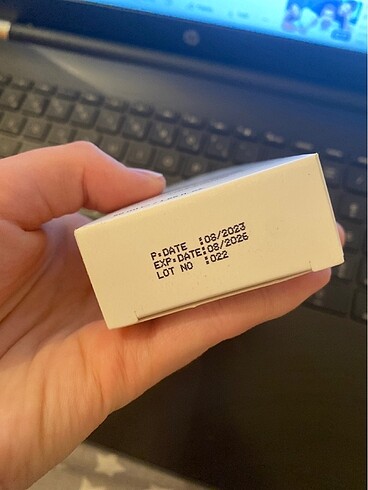 P.DATE :08/2023
EXP.DATE:08/2026
LOT NO :022